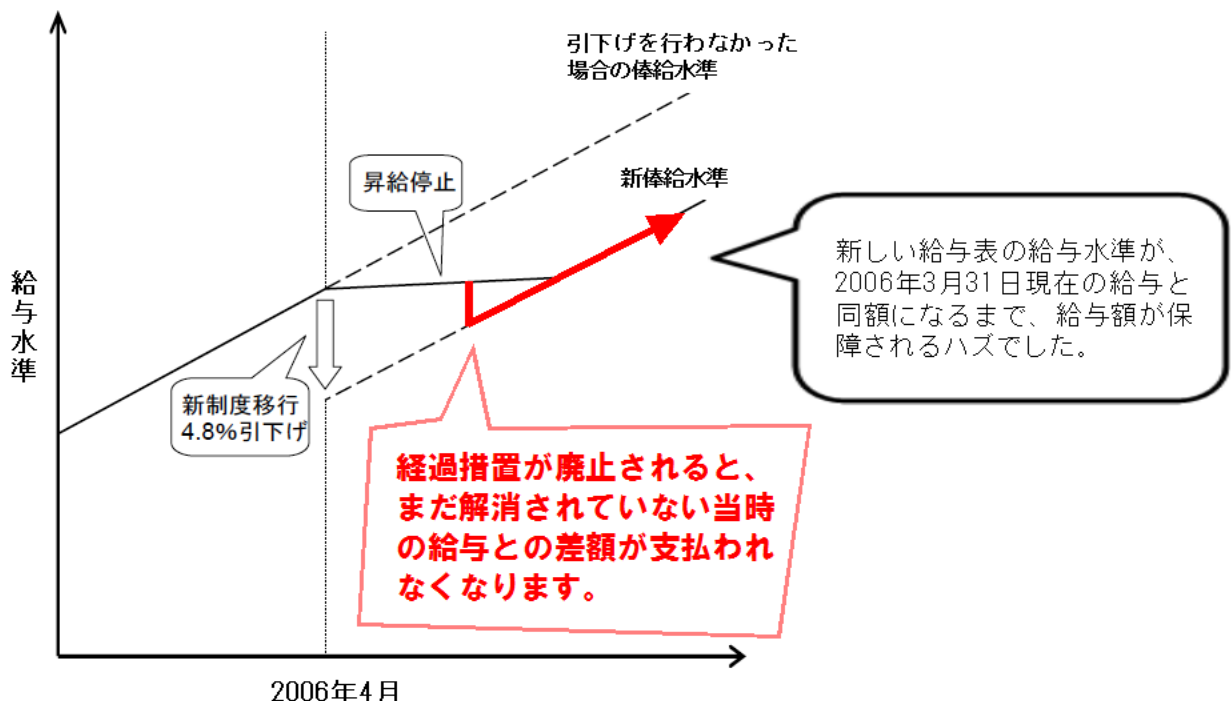 引下げを行わなかった
場合の俸給水準
昇給停止
新俸給水準
新しい給与表の給与水準が、
2006年3月31日現在の給与と
同額になるまで、給与額が保
障されるハズでした。
給与水準
新制度移行
4.8%引下げ
経過措置が廃止されると、
まだ解消されていない当時
の給与との差額が支払われ
なくなります。
2006年4月